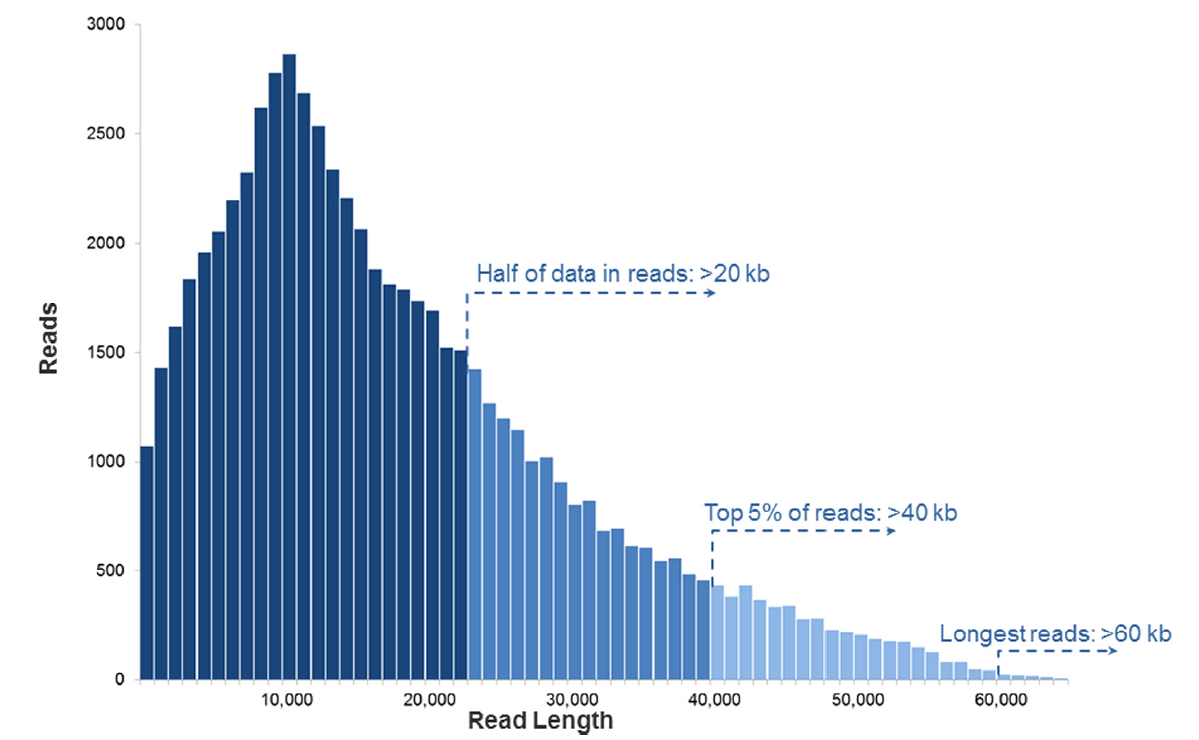 3000
2500
2000
Half of data in reads: >20 kb
Reads
1500
1000
Top 5% of reads: >40 kb
500
Longest reads: >60 kb
0
10,000 20,000 30,000 40,000 50,000 60,000
Read Length